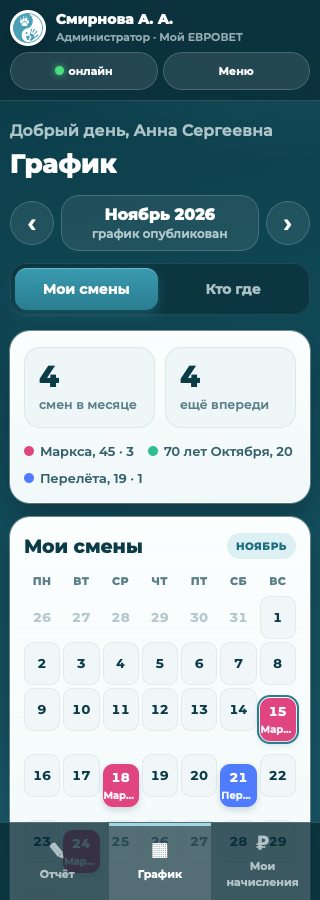 Смирнова А. А.
Администратор · Мой ЕВРОВЕТ
онлайн
Меню
Добрый день, Анна Сергеевна
График
‹
Ноябрь 2026
график опубликован
›
Мои смены
Кто где
4
смен в месяце
4
ещё впереди
Маркса, 45 · 3
70 лет Октября, 20
Перелёта, 19 · 1
Мои смены
НОЯБРЬ
ПН ВТ СР ЧТ ПТ СБ ВС
26 27 28 29 30 31 1
2 3 4 5 6 7 8
9 10 11 12 13 14 15
Мар...
16 17 18 19 20 21 22
Мар... Пер...
23 24 25 26 27 28 29
Мар...
Отчёт
График
₽
Мои
начисления